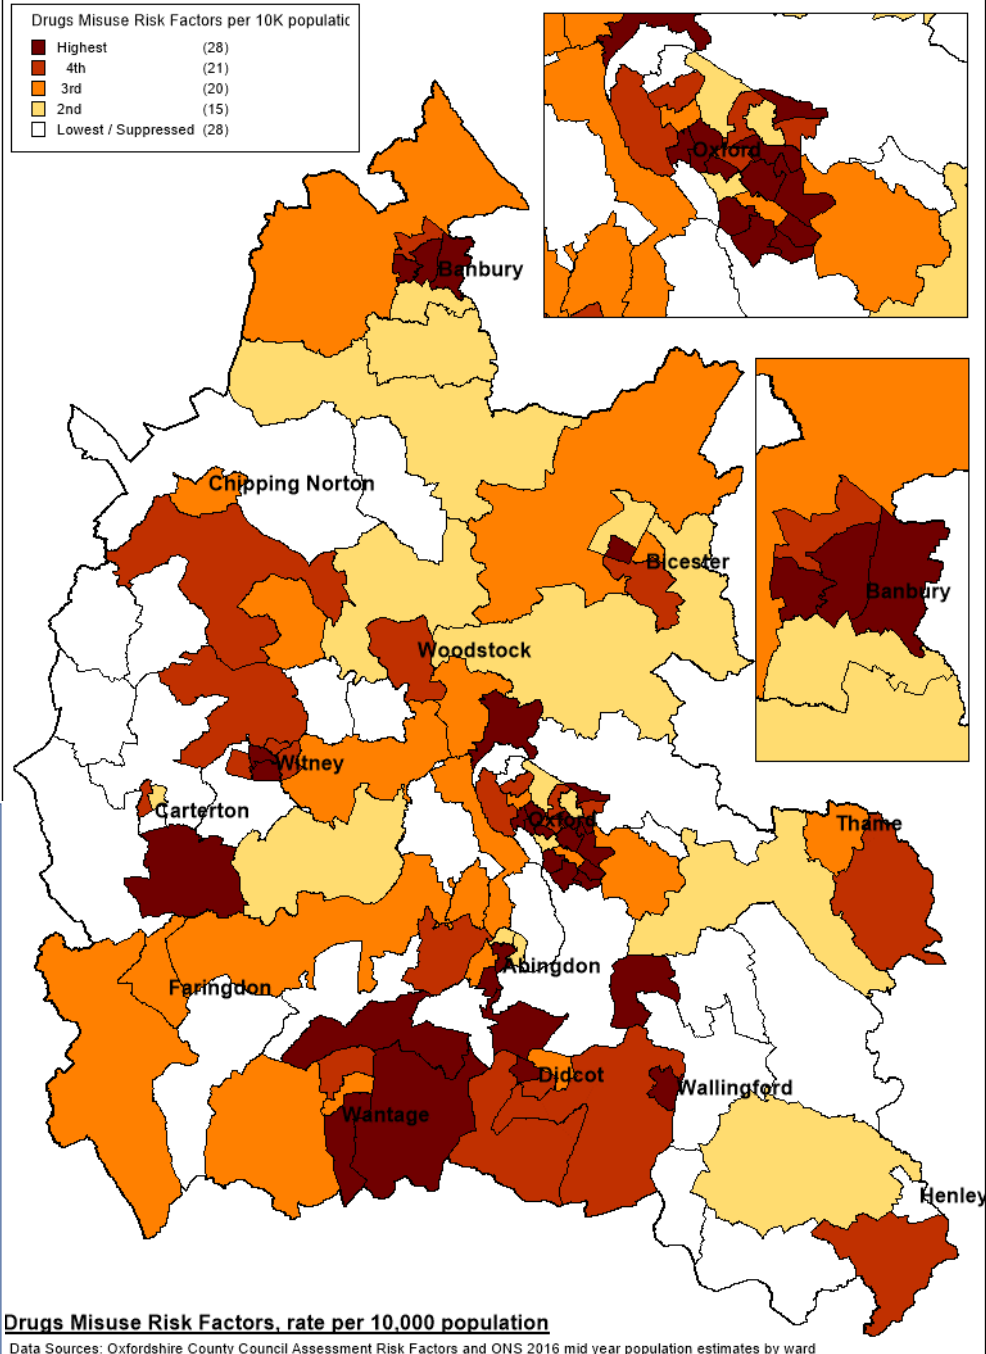 Drugs Misuse Risk Factors per 10K populatic
Highest (28)
4th (21)
3rd (20)
2nd (15)
Lowest / Suppressed (28)
Oxford
Banbury
Banbury
Chipping Norton
Bicester
Woodstock
Witney
Carterton
Oxford
Thame
Abingdon
Faringdon
Didcot
Wallingford
Wantage
Henley
Drugs Misuse Risk Factors, rate per 10,000 population
Data Sources: Oxfordshire County Council Assessment Risk Factors and ONS 2016 mid year population estimates by ward